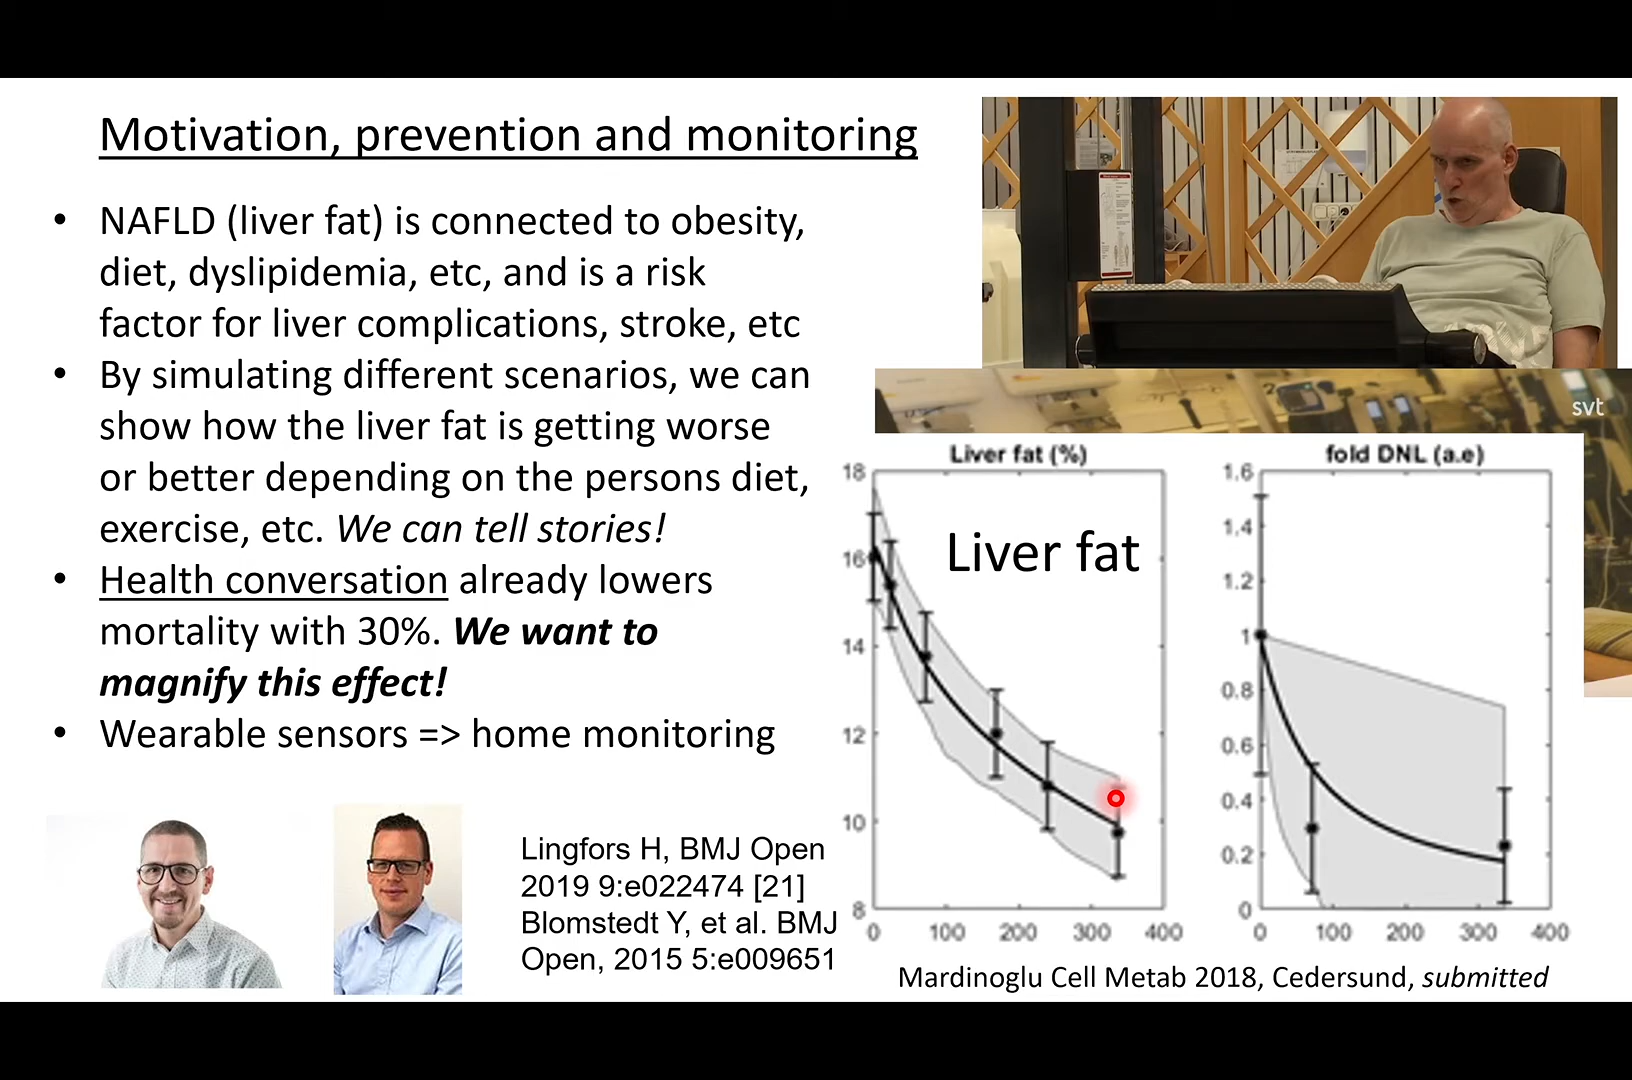 Motivation, prevention and monitoring
• NAFLD (liver fat) is connected to obesity,
diet, dyslipidemia, etc, and is a risk
factor for liver complications, stroke, etc
• By simulating different scenarios, we can
show how the liver fat is getting worse
or better depending on the persons diet,
exercise, etc. We can tell stories!
• Health conversation already lowers
mortality with 30%. We want to
magnify this effect!
• Wearable sensors => home monitoring
Lingfors H, BMJ Open
2019 9:e022474 [21]
Blomstedt Y, et al. BMJ
Open, 2015 5:e009651
svt
Liver fat (%)
18
16
14
12
10
8
0 100 200 300 400
Liver fat
fold DNL (a.e)
1.6
1.4
1.2
1
0.8
0.6
0.4
0.2
0
0 100 200 300 400
Mardinoglu Cell Metab 2018, Cedersund, submitted